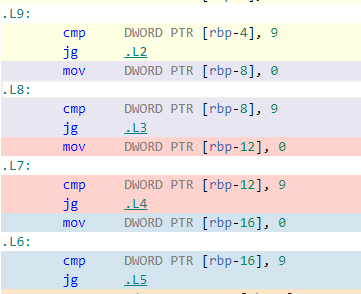 .L9:
cmp DWORD PTR [rbp-4], 9
jg .L2
mov DWORD PTR [rbp-8], 0
.L8:
cmp DWORD PTR [rbp-8], 9
jg .L3
mov DWORD PTR [rbp-12], 0
.L7:
cmp DWORD PTR [rbp-12], 9
jg .L4
mov DWORD PTR [rbp-16], 0
.L6:
cmp DWORD PTR [rbp-16], 9
jg .L5